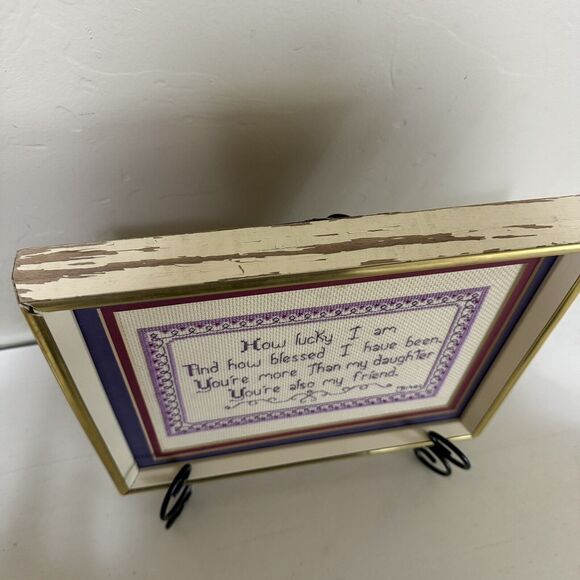 How lucky I am
And how blessed I have been.
You're more Than my daughter
You're also my friend.